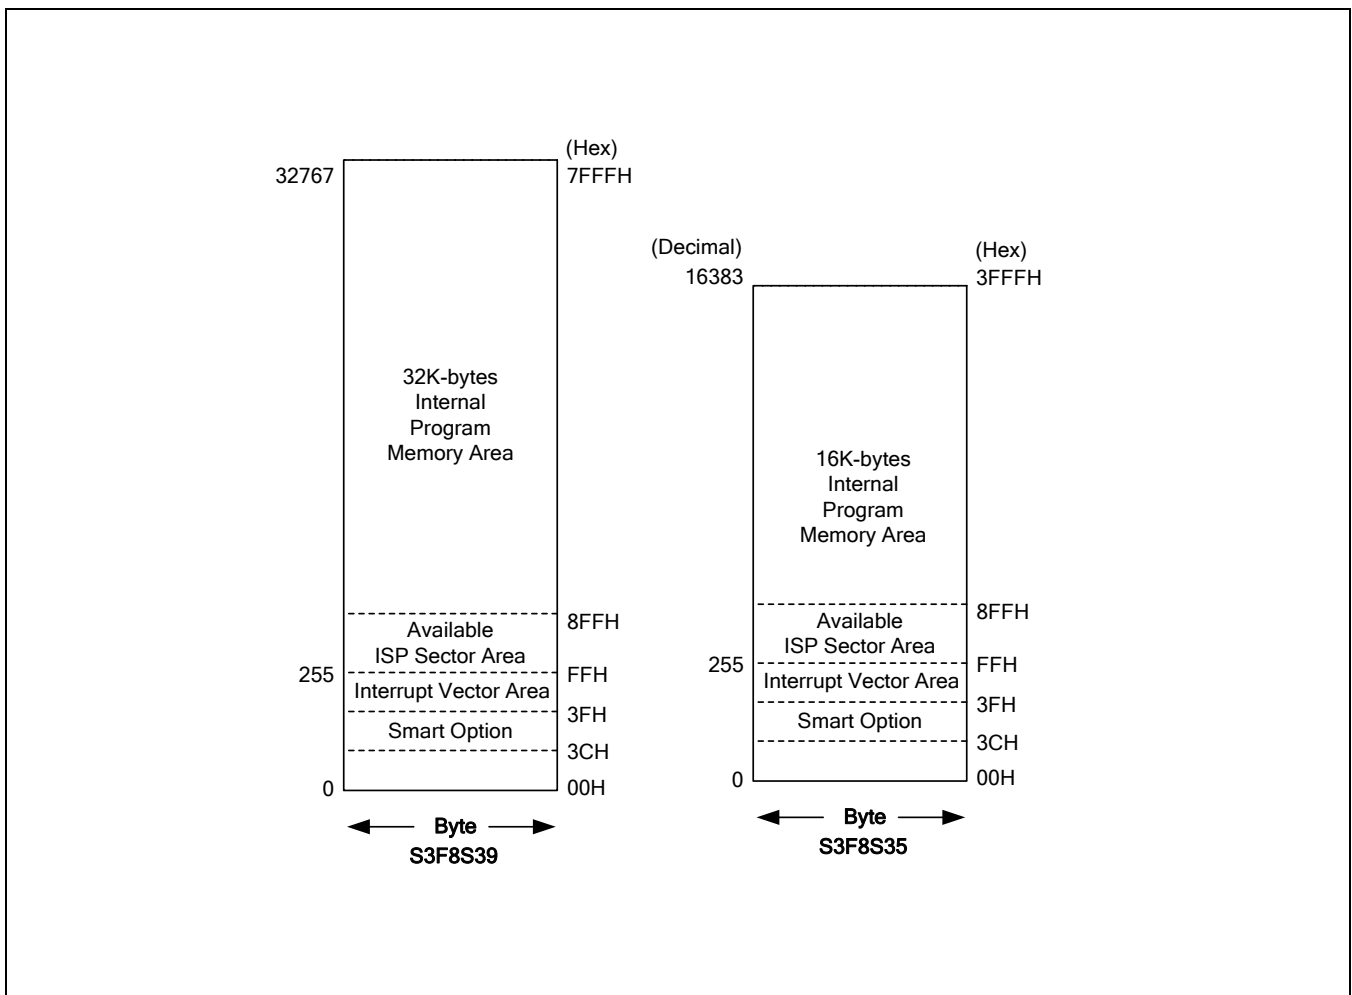 (Hex)
32767
7FFFH
32K-bytes
Internal
Program
Memory Area
8FFH
Available
ISP Sector Area
255
FFH
Interrupt Vector Area
3FH
Smart Option
3CH
0
00H
Byte
S3F8S39
(Decimal)
(Hex)
16383
3FFFH
16K-bytes
Internal
Program
Memory Area
8FFH
Available
ISP Sector Area
255
FFH
Interrupt Vector Area
3FH
Smart Option
3CH
0
00H
Byte
S3F8S35